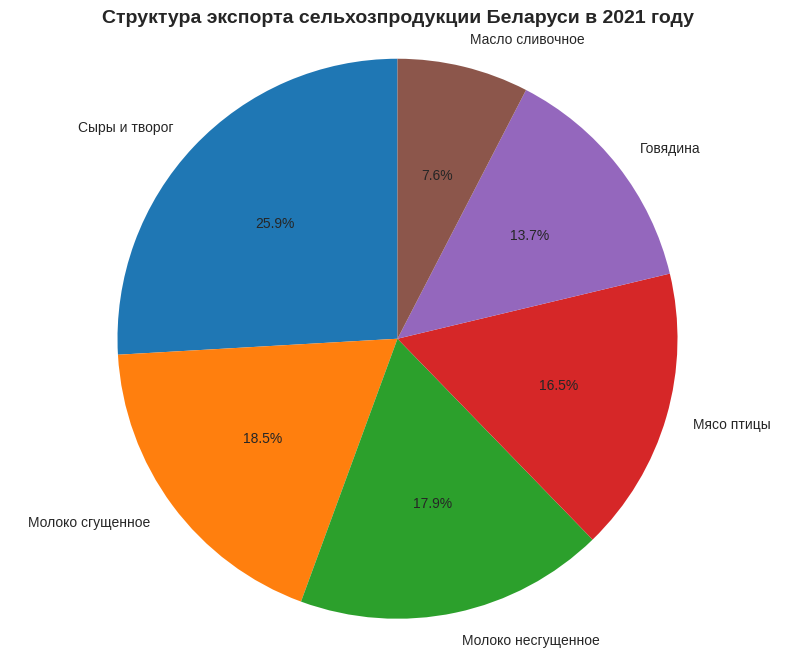 Структура экспорта сельхозпродукции Беларуси в 2021 году
Масло сливочное
Сыры и творог
Говядина
7.6%
25.9%
13.7%
16.5%
Мясо птицы
18.5%
17.9%
Молоко сгущенное
Молоко несгущенное